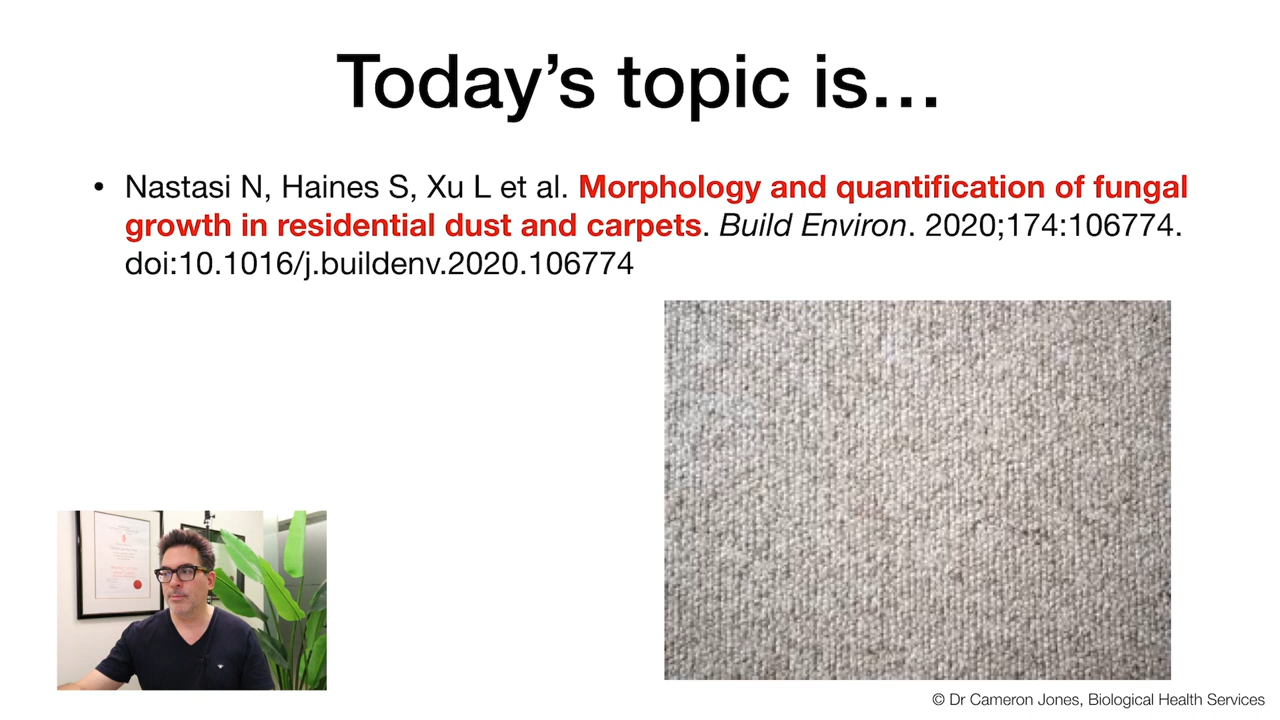 Today’s topic is…
• Nastasi N, Haines S, Xu L et al. Morphology and quantification of fungal
growth in residential dust and carpets. Build Environ. 2020;174:106774.
doi:10.1016/j.buildenv.2020.106774
© Dr Cameron Jones, Biological Health Services